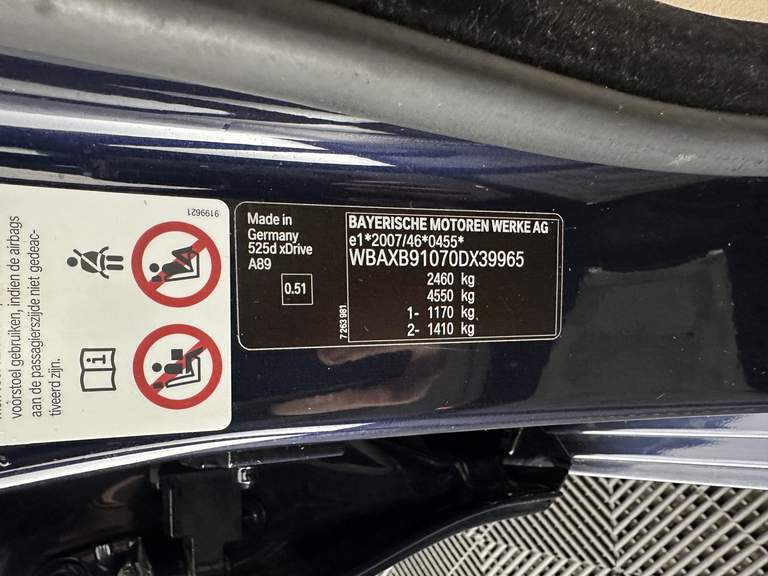 voorstoel gebruiken, indien de airbags
aan de passagierszijde niet gedeac-
tiveerd zijn.
9199621
Made in
Germany
525d xDrive
A89
0.51
7 263 981
BAYERISCHE MOTOREN WERKE AG
e1*2007/46*0455*
WBAXB91070DX39965
2460 kg
4550 kg
1- 1170 kg
2- 1410 kg